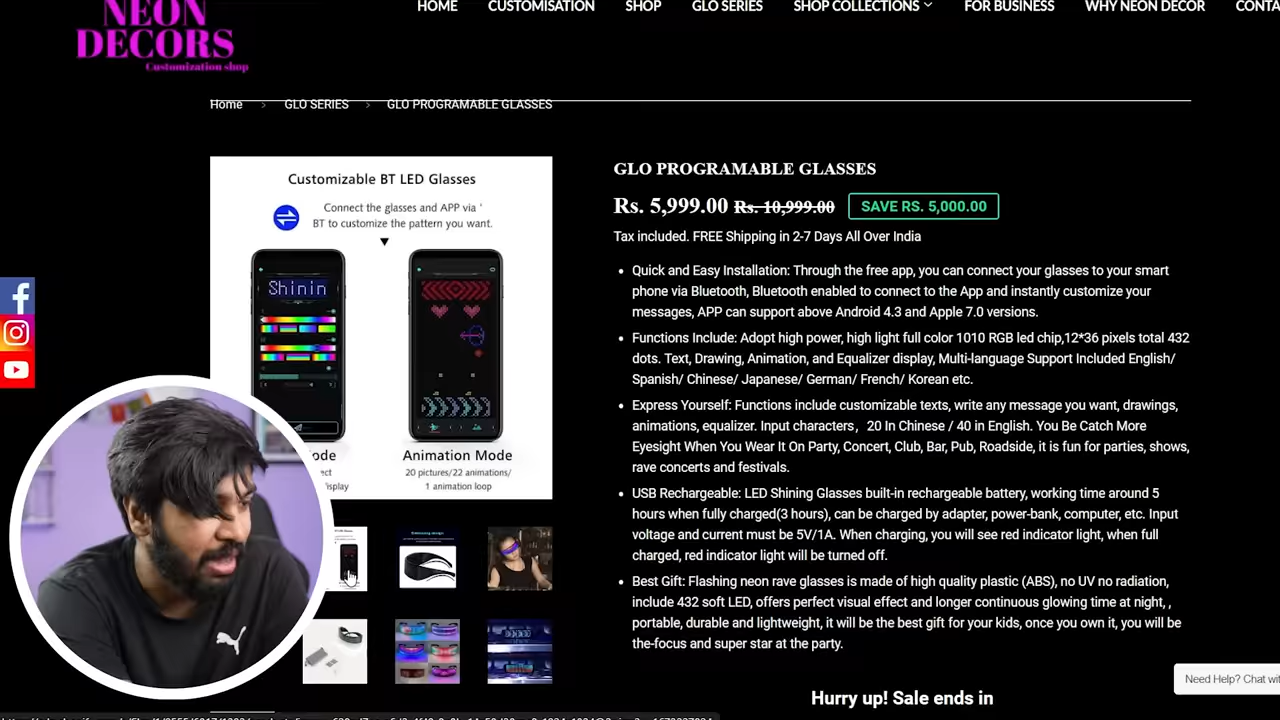 NEON
DECORS
Customization shop
HOME CUSTOMISATION SHOP GLO SERIES SHOP COLLECTIONS FOR BUSINESS WHY NEON DECOR CONTA
Home > GLO SERIES > GLO PROGRAMABLE GLASSES
Customizable BT LED Glasses
Connect the glasses and APP via '
BT to customize the pattern you want.
Shinin
ode
ect
isplay
Animation Mode
20 pictures/22 animations/
1 animation loop
GLO PROGRAMABLE GLASSES
Rs. 5,999.00 Rs. 10,999.00 SAVE RS. 5,000.00
Tax included. FREE Shipping in 2-7 Days All Over India
• Quick and Easy Installation: Through the free app, you can connect your glasses to your smart
phone via Bluetooth, Bluetooth enabled to connect to the App and instantly customize your
messages, APP can support above Android 4.3 and Apple 7.0 versions.
• Functions Include: Adopt high power, high light full color 1010 RGB led chip,12*36 pixels total 432
dots. Text, Drawing, Animation, and Equalizer display, Multi-language Support Included English/
Spanish/ Chinese/ Japanese/ German/ French/ Korean etc.
• Express Yourself: Functions include customizable texts, write any message you want, drawings,
animations, equalizer. Input characters，20 In Chinese / 40 in English. You Be Catch More
Eyesight When You Wear It On Party, Concert, Club, Bar, Pub, Roadside, it is fun for parties, shows,
rave concerts and festivals.
• USB Rechargeable: LED Shining Glasses built-in rechargeable battery, working time around 5
hours when fully charged(3 hours), can be charged by adapter, power-bank, computer, etc. Input
voltage and current must be 5V/1A. When charging, you will see red indicator light, when full
charged, red indicator light will be turned off.
• Best Gift: Flashing neon rave glasses is made of high quality plastic (ABS), no UV no radiation,
include 432 soft LED, offers perfect visual effect and longer continuous glowing time at night, ,
portable, durable and lightweight, it will be the best gift for your kids, once you own it, you will be
the-focus and super star at the party.
Hurry up! Sale ends in
Need Help? Chat wit